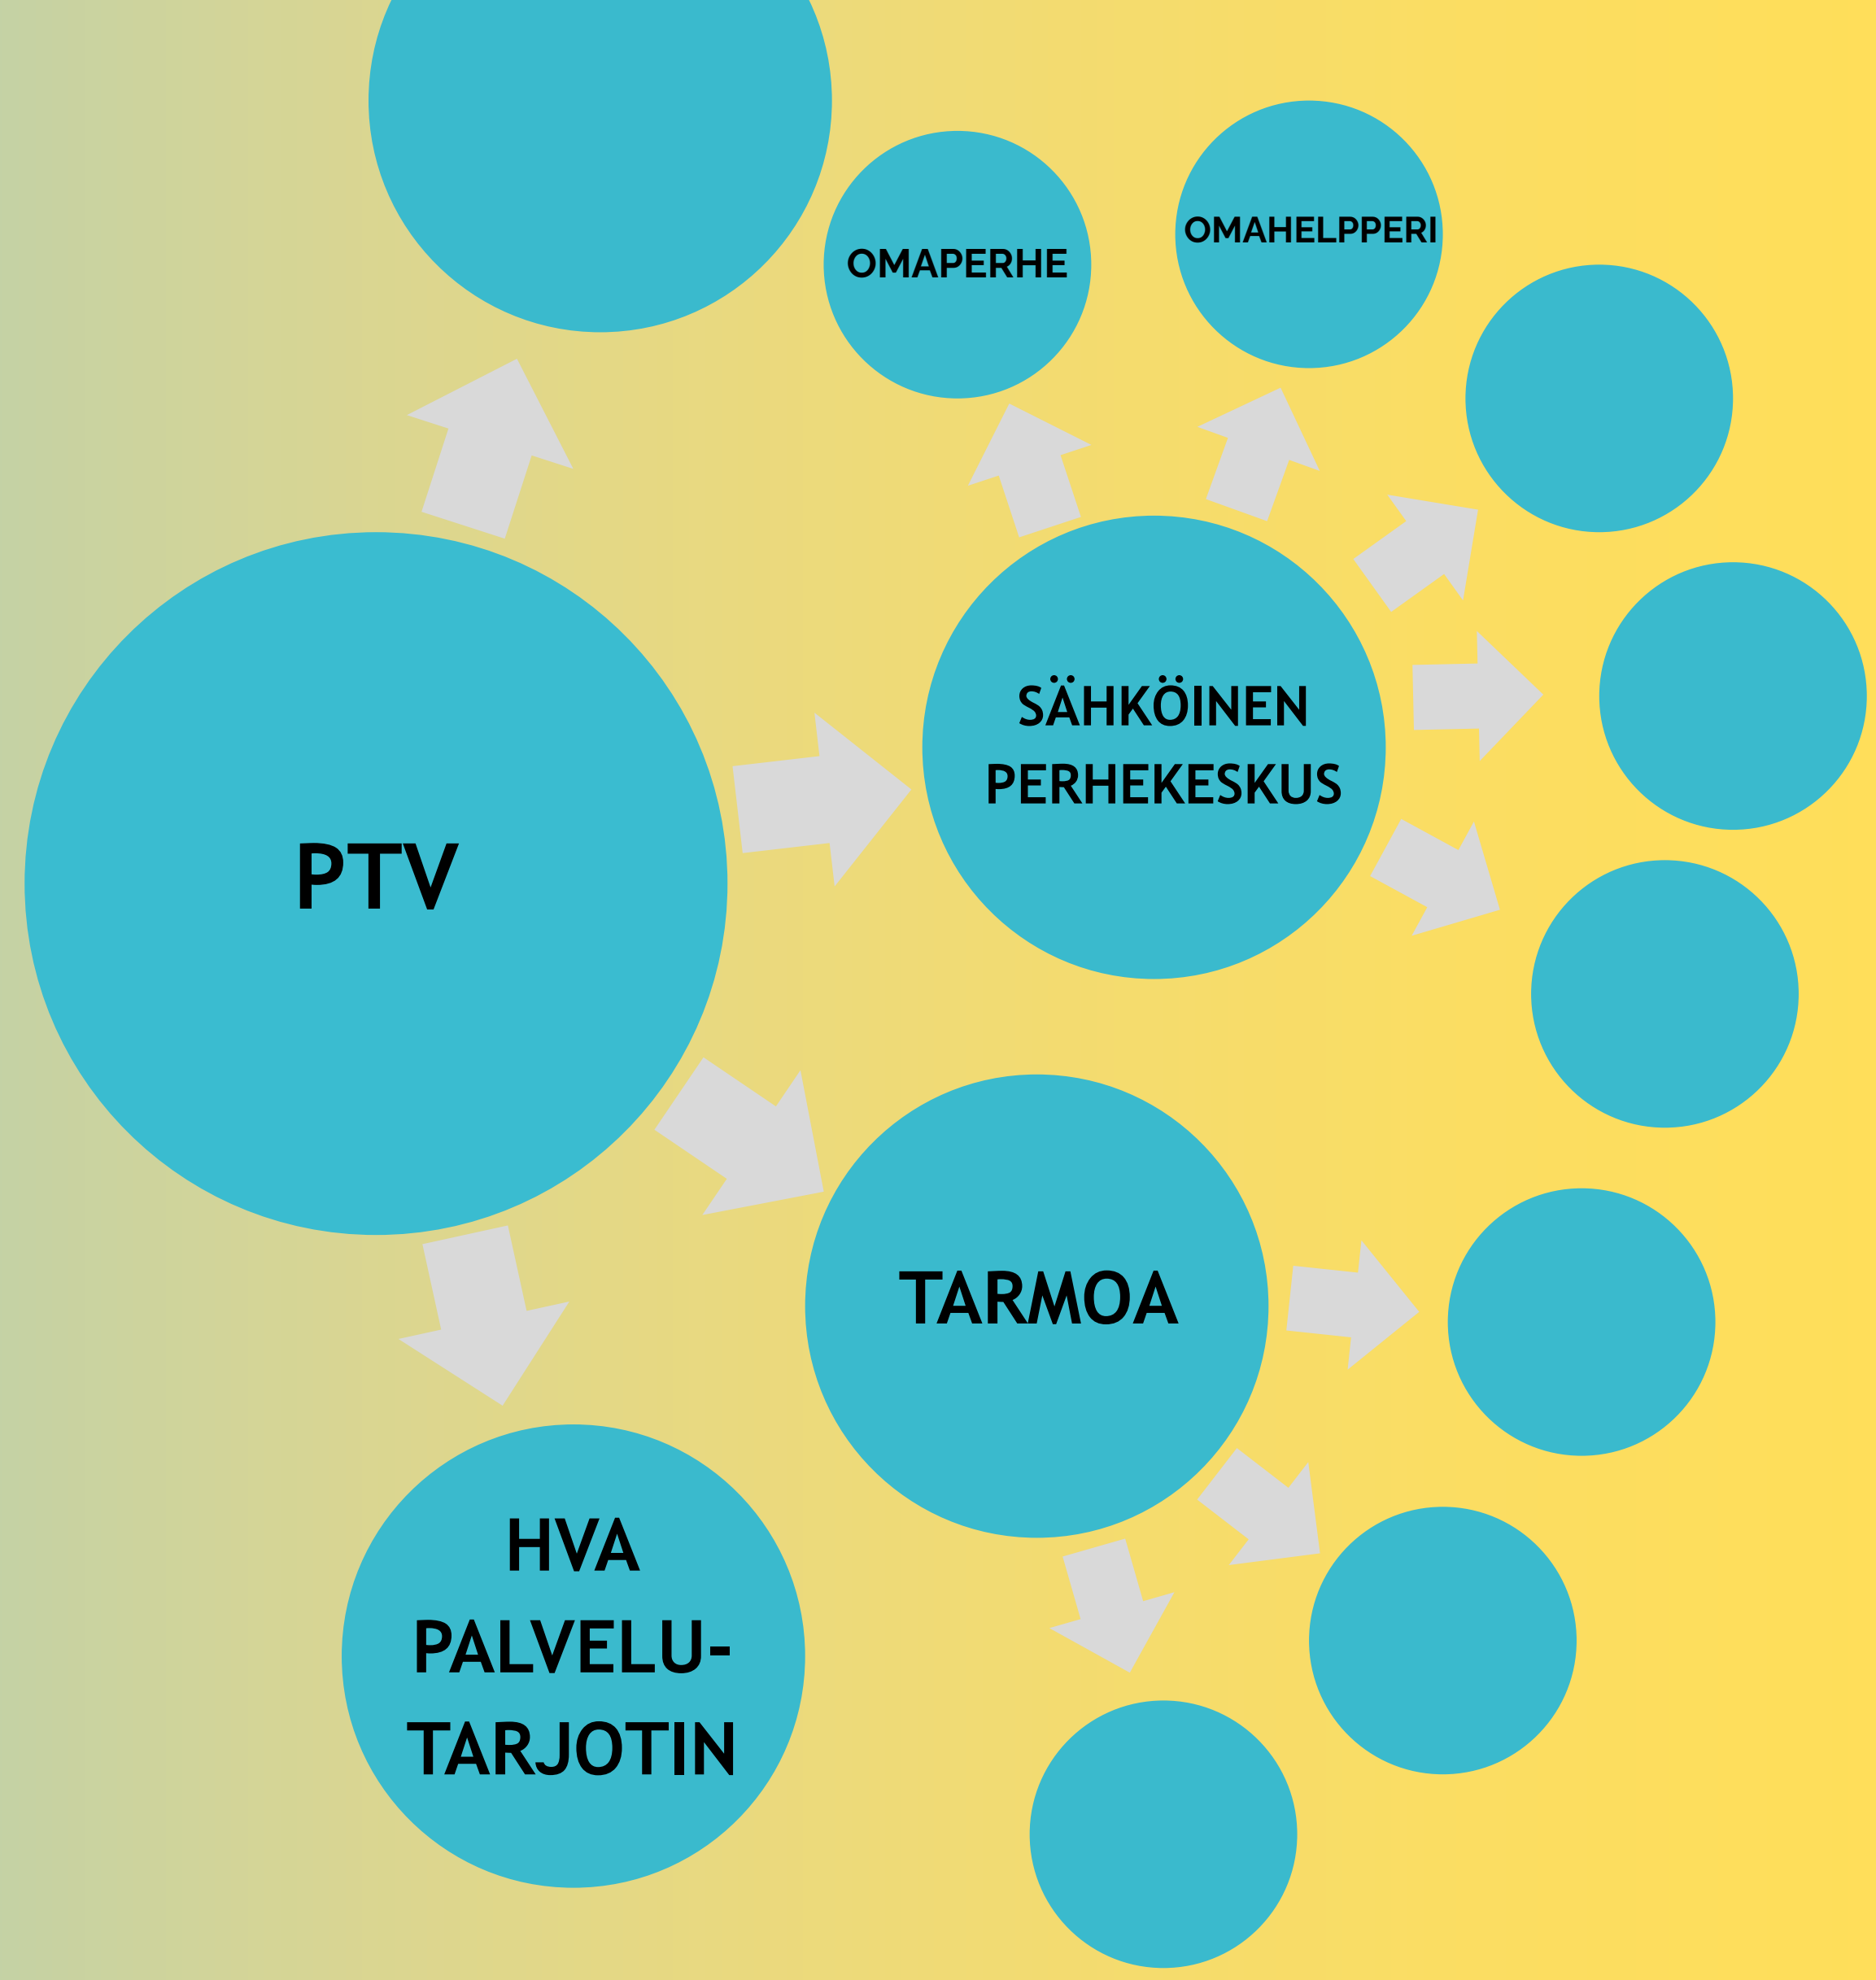 OMAHELPPERI
OMAPERHE
SÄHKÖINEN
PERHEKESKUS
PTV
TARMOA
HVA
PALVELU-
TARJOTIN